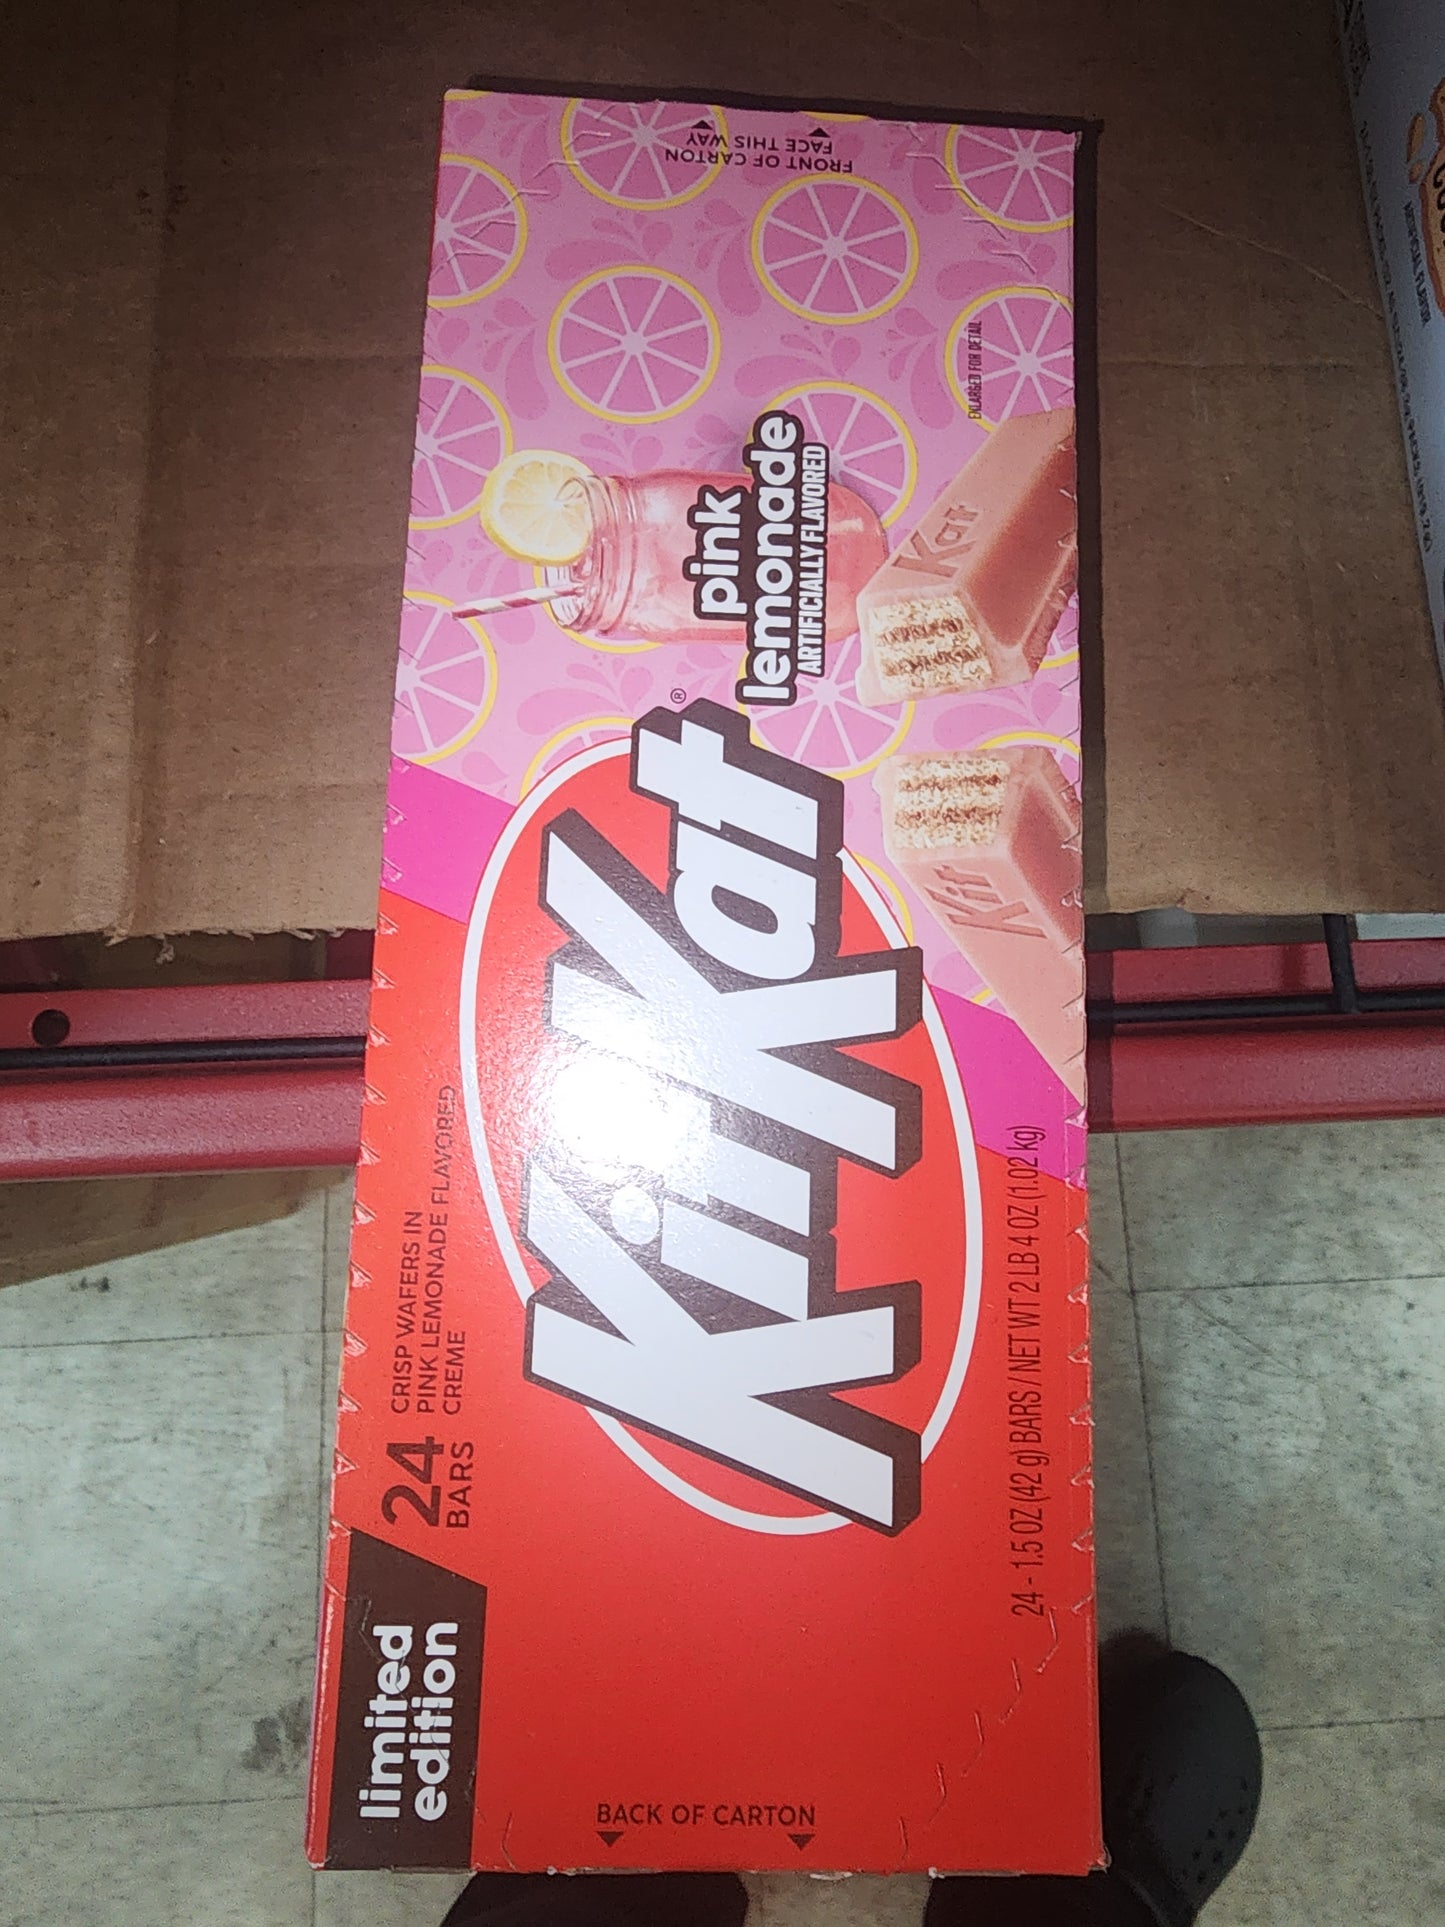 limited
edition
24
BARS
CRISP WAFERS IN
PINK LEMONADE FLAVORED
CREME
KitKat®
pink
lemonade
ARTIFICIALLY FLAVORED
Kit
Kat
ENLARGED FOR DETAIL
24 - 1.5 OZ (42 g) BARS / NET WT 2 LB 4 OZ (1.02 kg)
BACK OF CARTON
FRONT OF CARTON
FACE THIS WAY
ARTIFICIAL FLAVOR